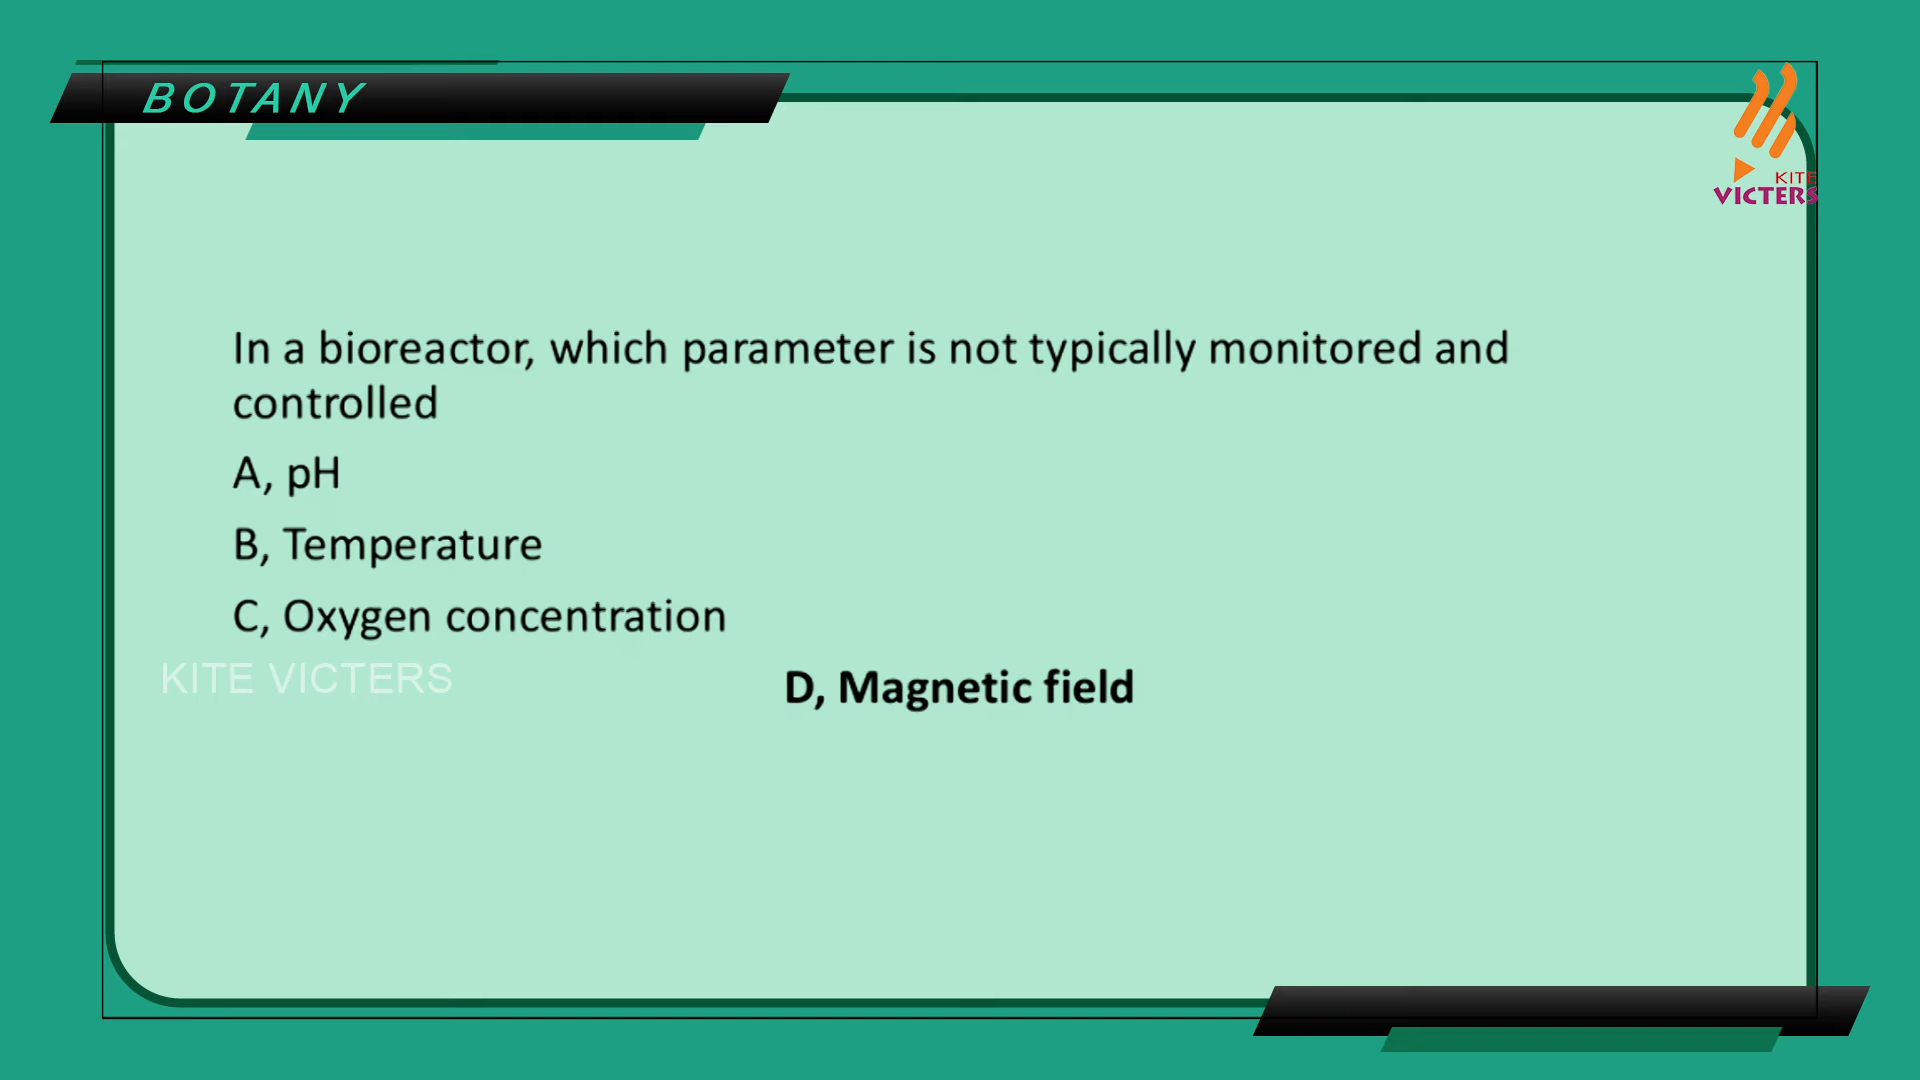 BOTANY
KITE
VICTERS
In a bioreactor, which parameter is not typically monitored and
controlled
A, pH
B, Temperature
C, Oxygen concentration
KITE VICTERS
D, Magnetic field